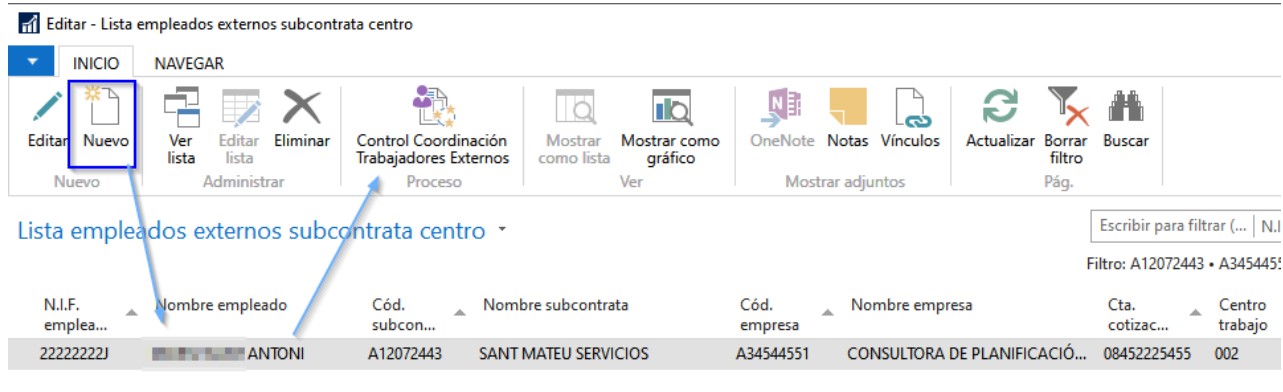 Editar - Lista empleados externos subcontrata centro
INICIO NAVEGAR
Editar Nuevo Ver lista Editar lista Eliminar Control Coordinación Trabajadores Externos Mostrar como lista Mostrar como gráfico OneNote Notas Vínculos Actualizar Borrar filtro Buscar
Nuevo Administrar Proceso Ver Mostrar adjuntos Pág.
Lista empleados externos subcontrata centro
Escribir para filtrar (...
Filtro: A12072443 • A3454455
N.I.F. emplea... Nombre empleado Cód. subcon... Nombre subcontrata Cód. empresa Nombre empresa Cta. cotizac... Centro trabajo
22222222J ANTONI A12072443 SANT MATEU SERVICIOS A34544551 CONSULTORA DE PLANIFICACIÓ... 08452225455 002